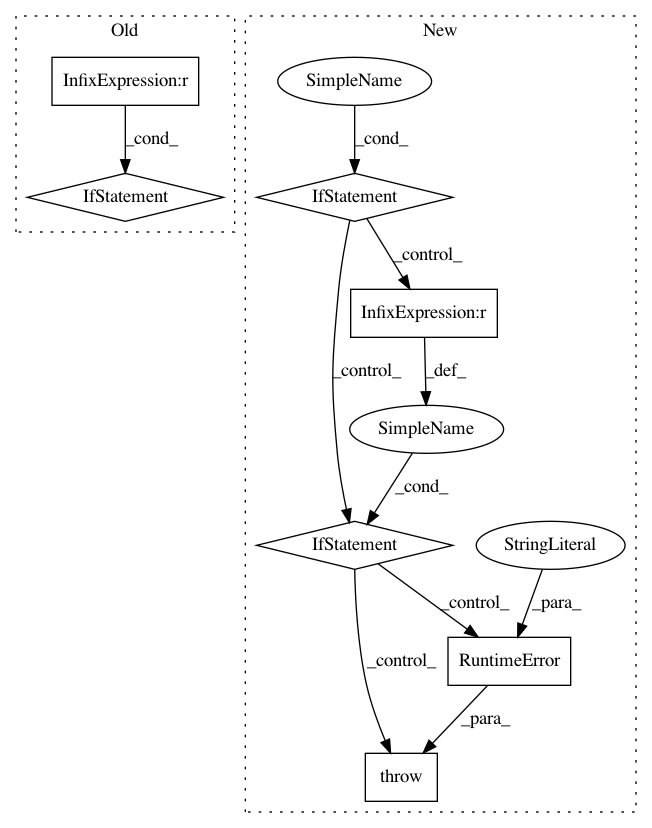 Old
New
InfixExpression:r
SimpleName
_cond_
_cond_
IfStatement
IfStatement
_control_
InfixExpression:r
_control_
_def_
SimpleName
_cond_
IfStatement
StringLiteral
_control_
_para_
_control_
RuntimeError
_para_
throw